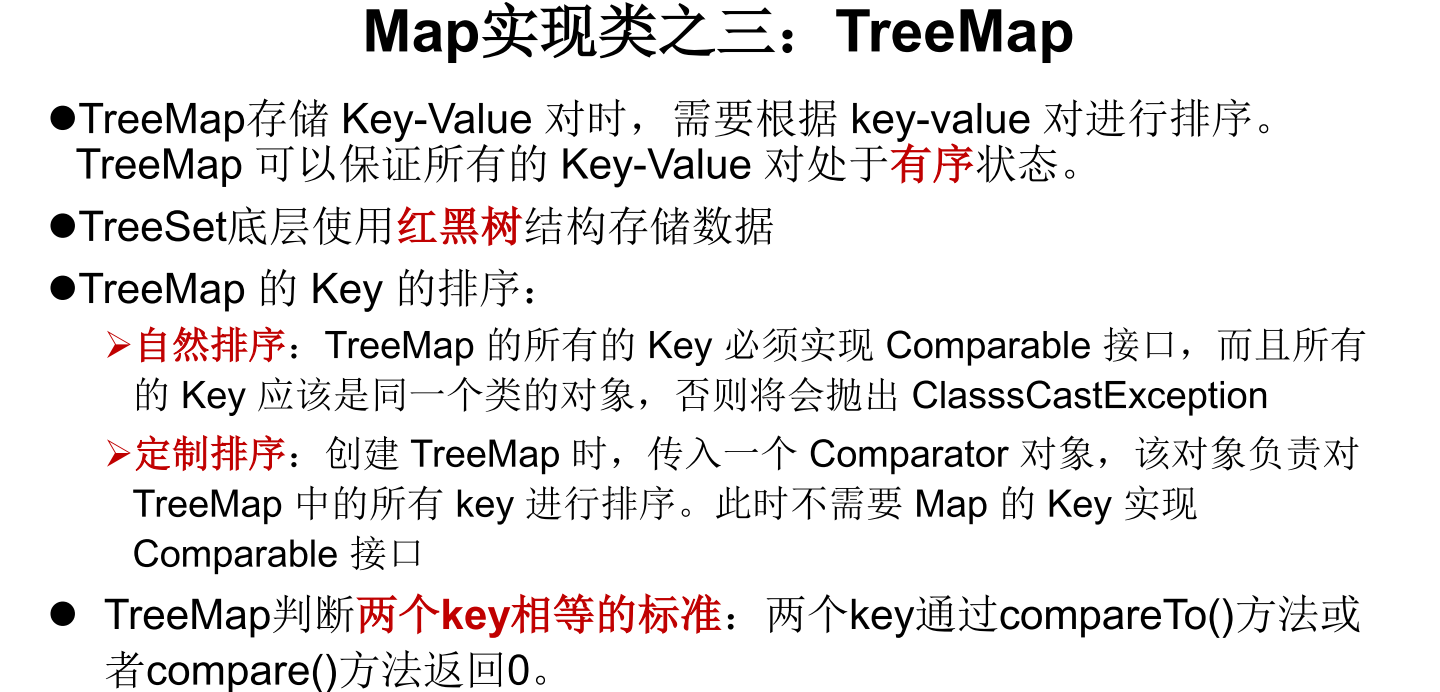 Map实现类之三：TreeMap
●TreeMap存储 Key-Value 对时，需要根据 key-value 对进行排序。
TreeMap 可以保证所有的 Key-Value 对处于有序状态。
●TreeSet底层使用红黑树结构存储数据
●TreeMap 的 Key 的排序：
➢自然排序：TreeMap 的所有的 Key 必须实现 Comparable 接口，而且所有
的 Key 应该是同一个类的对象，否则将会抛出 ClasssCastException
➢定制排序：创建 TreeMap 时，传入一个 Comparator 对象，该对象负责对
TreeMap 中的所有 key 进行排序。此时不需要 Map 的 Key 实现
Comparable 接口
● TreeMap判断两个key相等的标准：两个key通过compareTo()方法或
者compare()方法返回0。